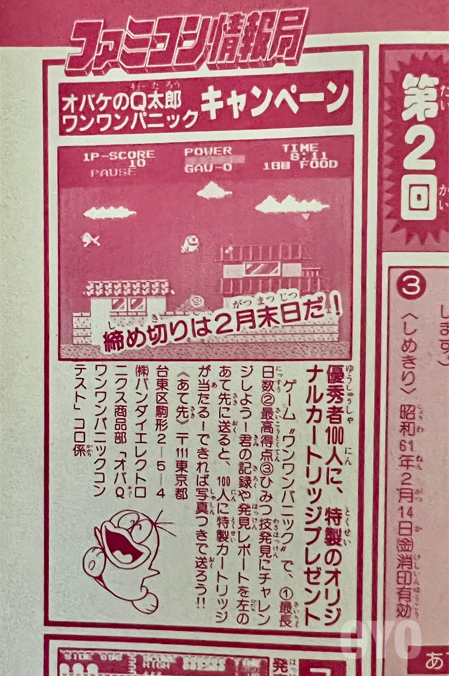 ファミコン情報局
オバケのQ太郎
ワンワンパニック
キャンペーン
1P-SCORE
10
PAUSE
POWER
GAU-0
TIME
8:11
188 FOOD
締め切りは2月末日だ！
優秀者100人に、特製のオリジ
ナルカートリッジプレゼント
ゲーム〝ワンワンパニック〟で、①最長
日数②最高得点③ひみつ技発見にチャレン
ジしよう！君の記録や発見レポートを左の
あて先に送ると、100人に特製カートリッジ
が当たる！できれば写真つきで送ろう!!
〈あて先〉〒111東京都
台東区駒形2-5-4
㈱バンダイエレクトロ
ニクス商品部「オバQ
ワンワンパニックコン
テスト」コロ係
第2回
します）
③
〈しめきり〉昭和61年2月14日㊎消印有効